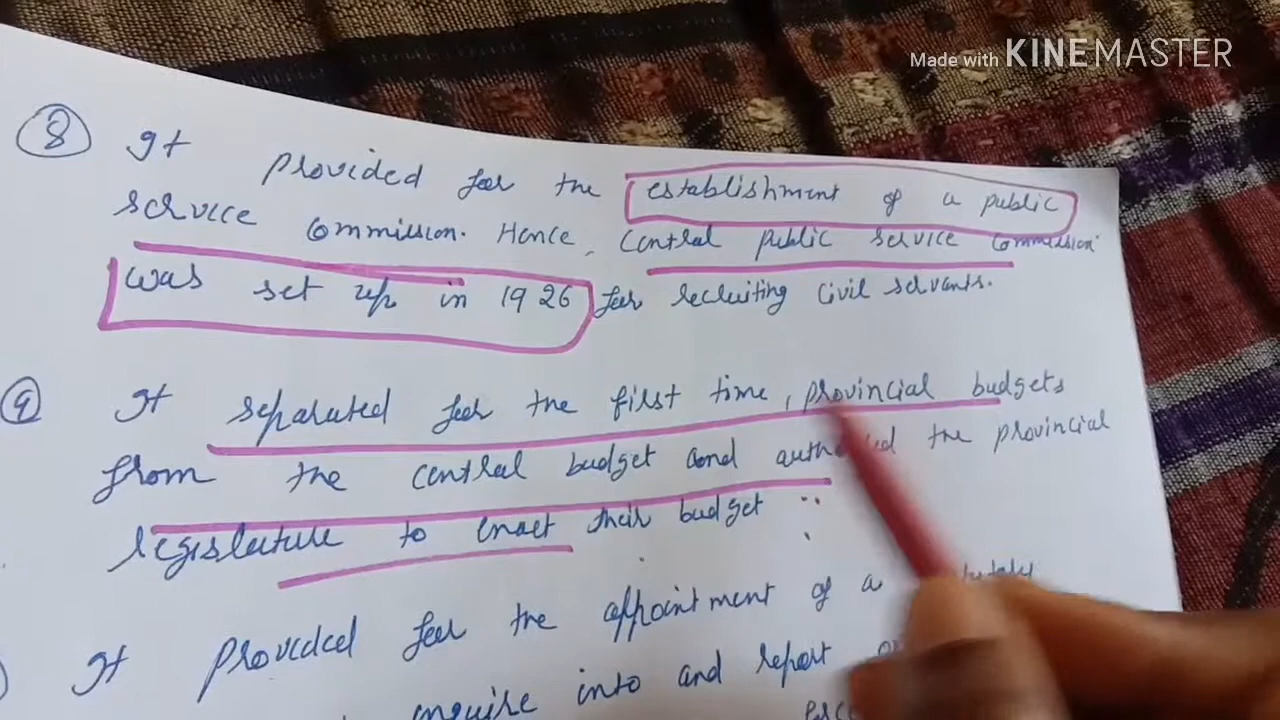 Made with KINEMASTER
8 It provided for the establishment of a public
service commission. Hence, Central public service commission
was set up in 1926 for recruiting civil servants.
9 It separated for the first time, provincial budgets
from the central budget and the provincial
legislature to enact their budget
It provided for the appointment of a
inquire into and report